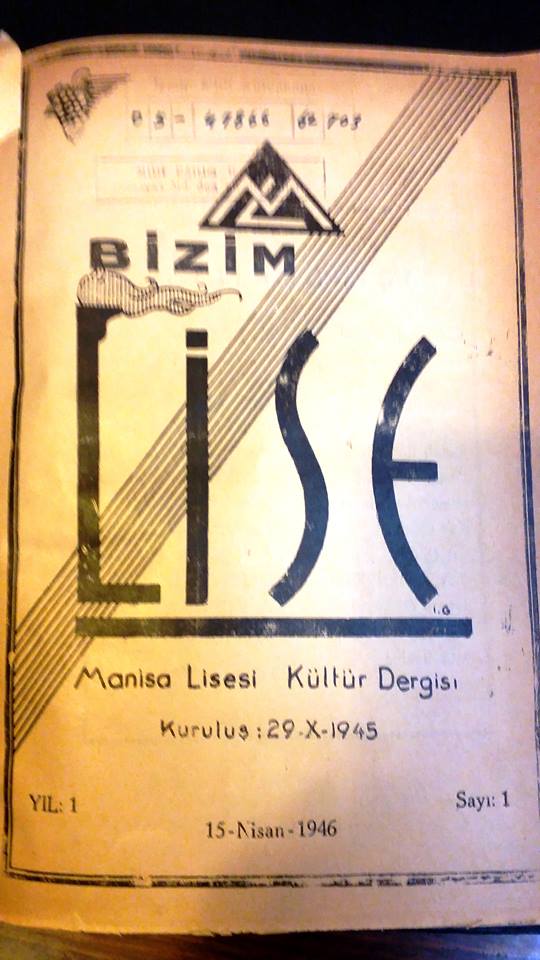 BİZİM
LİSE
İ.G
Manisa Lisesi Kültür Dergisi
Kuruluş : 29-X-1945
YIL: 1
Sayı: 1
15-Nisan-1946